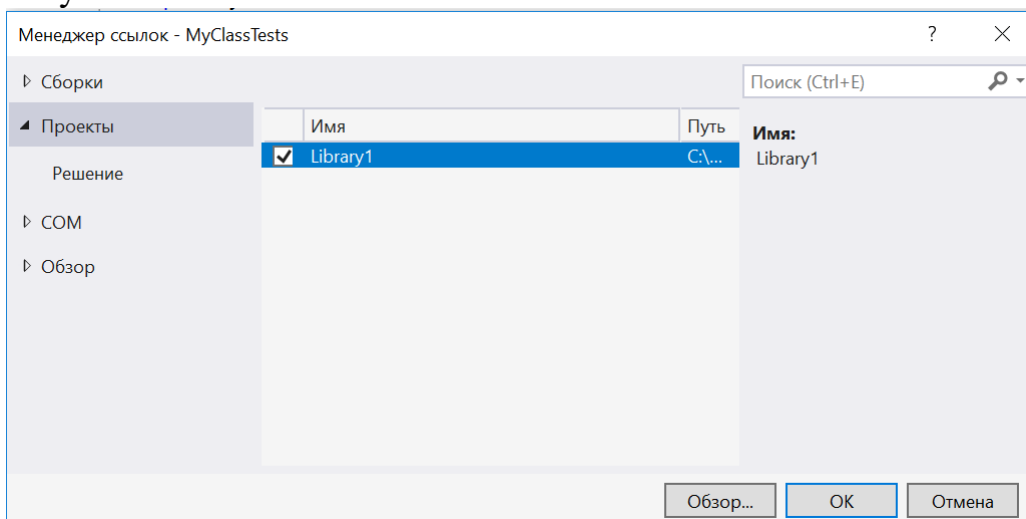 Менеджер ссылок - MyClassTests
?
Сборки
Поиск (Ctrl+E)
Проекты
Имя
Путь
Имя:
Library1
C:\...
Library1
Решение
COM
Обзор
Обзор...
OK
Отмена